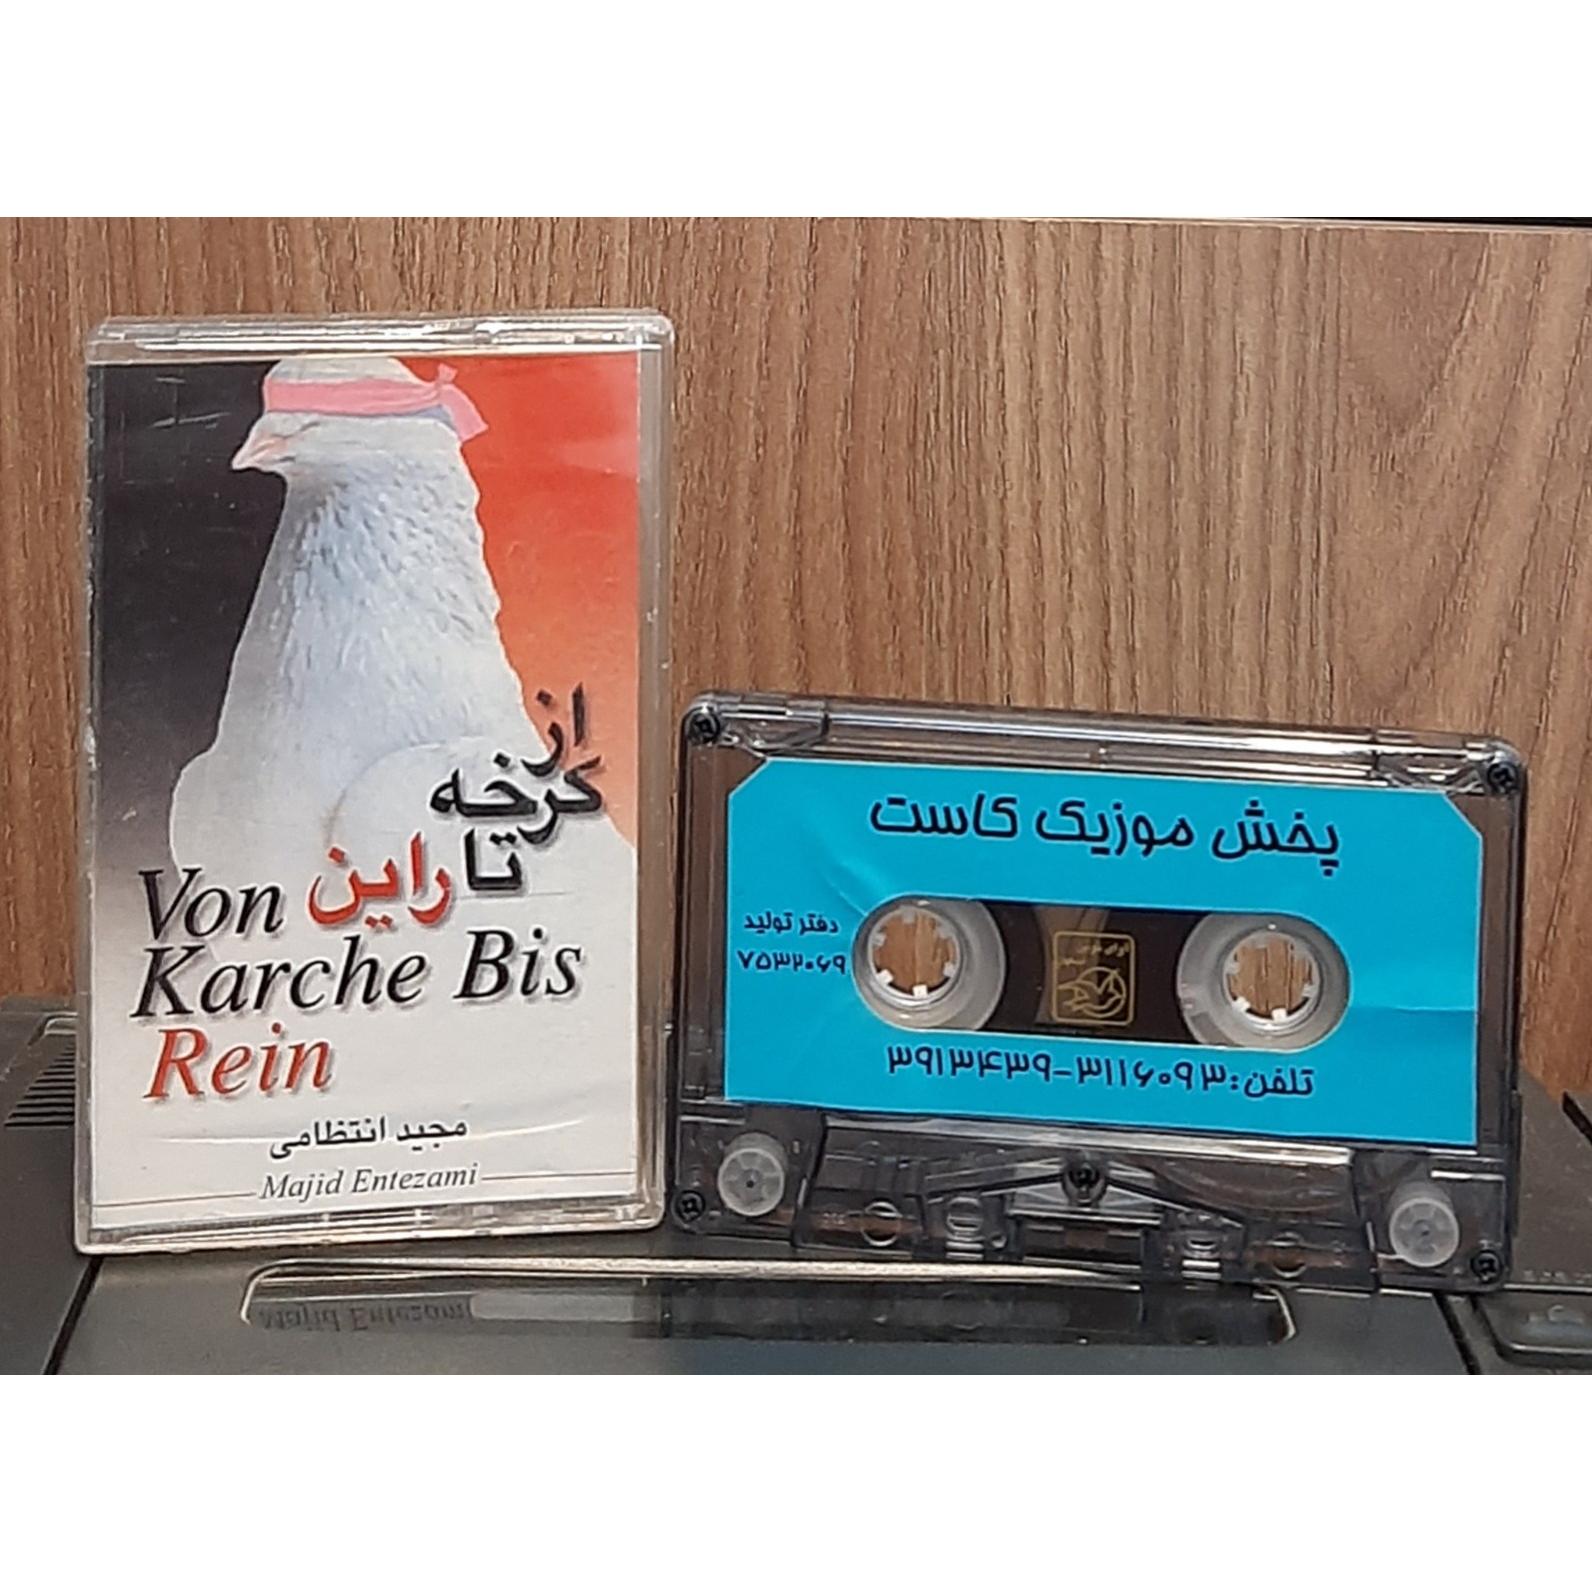 از
کرخه
تا راین
Von
Karche Bis
Rein
مجید انتظامی
Majid Entezami
پخش موزیک کاست
دفتر تولید
۷۵۳۲۰۶۹
تلفن: ۳۱۱۶۰۹۳-۳۹۱۳۴۳۹